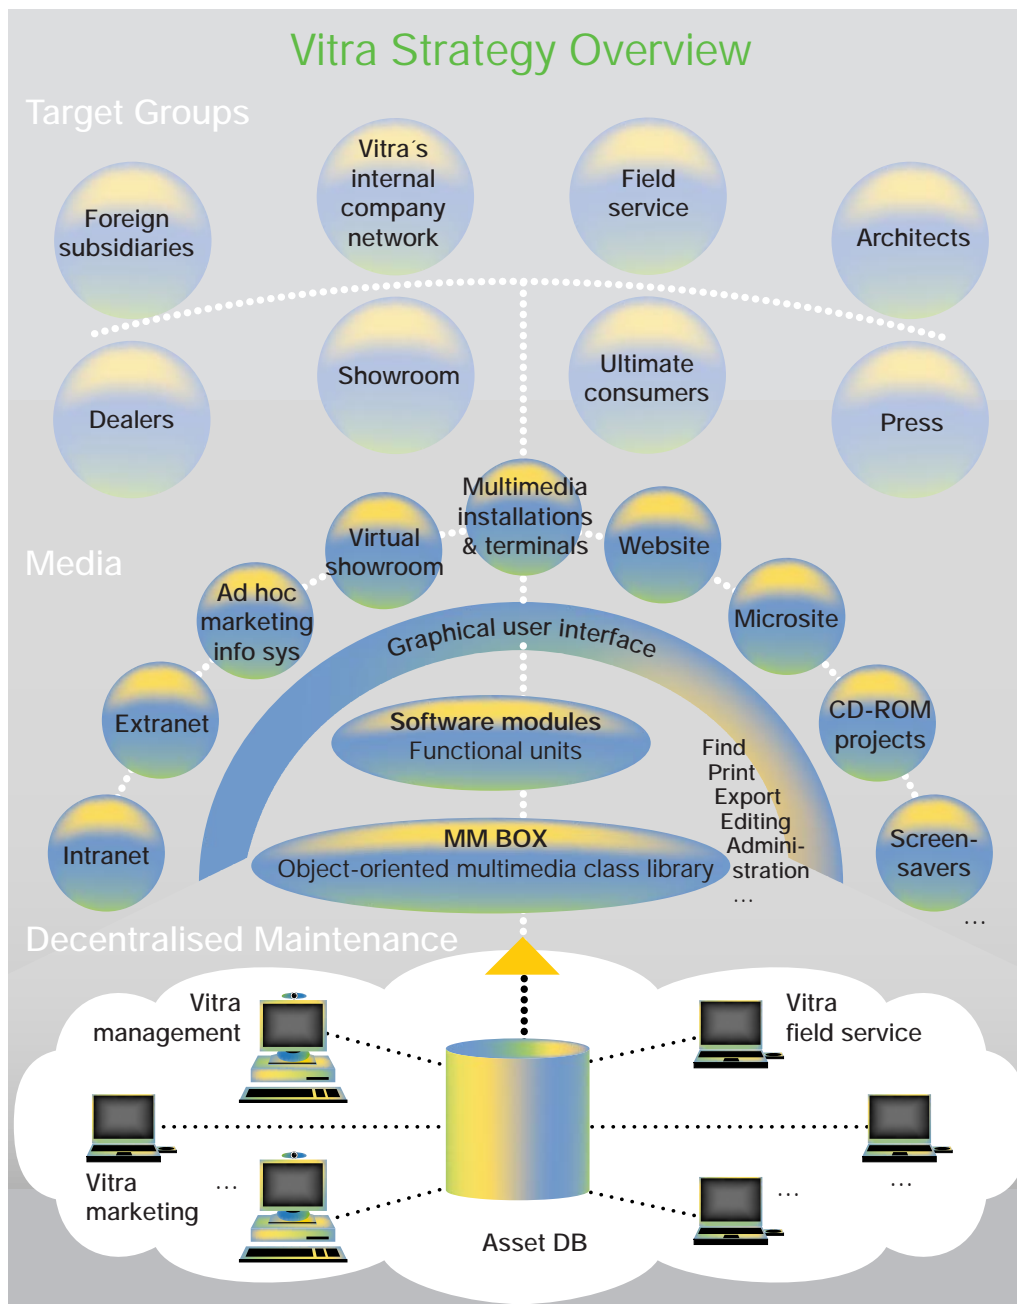 Vitra Strategy Overview
Target Groups
Foreign
subsidiaries
Vitra´s
internal
company
network
Field
service
Architects
Dealers
Showroom
Ultimate
consumers
Press
Media
Intranet
Extranet
Ad hoc
marketing
info sys
Virtual
showroom
Multimedia
installations
& terminals
Website
Microsite
CD-ROM
projects
Screen-
savers
...
Graphical user interface
Software modules
Functional units
MM BOX
Object-oriented multimedia class library
Find
Print
Export
Editing
Admini-
stration
...
Decentralised Maintenance
Vitra
management
Vitra
field service
Vitra
marketing
...
...
...
Asset DB